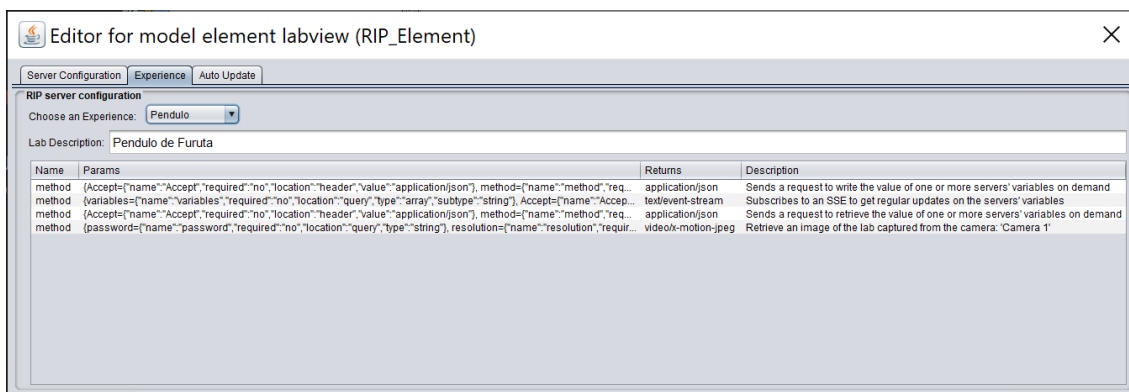 Editor for model element labview (RIP_Element)
Server Configuration Experience Auto Update
RIP server configuration
Choose an Experience: Pendulo
Lab Description: Pendulo de Furuta
Name Params Returns Description
method {Accept={"name":"Accept","required":"no","location":"header","value":"application/json"}, method={"name":"method","req... application/json Sends a request to write the value of one or more servers' variables on demand
method {variables={"name":"variables","required":"no","location":"query","type":"array","subtype":"string"}, Accept={"name":"Accep... text/event-stream Subscribes to an SSE to get regular updates on the servers' variables
method {Accept={"name":"Accept","required":"no","location":"header","value":"application/json"}, method={"name":"method","req... application/json Sends a request to retrieve the value of one or more servers' variables on demand
method {password={"name":"password","required":"no","location":"query","type":"string"}, resolution={"name":"resolution","requir... video/x-motion-jpeg Retrieve an image of the lab captured from the camera: 'Camera 1'